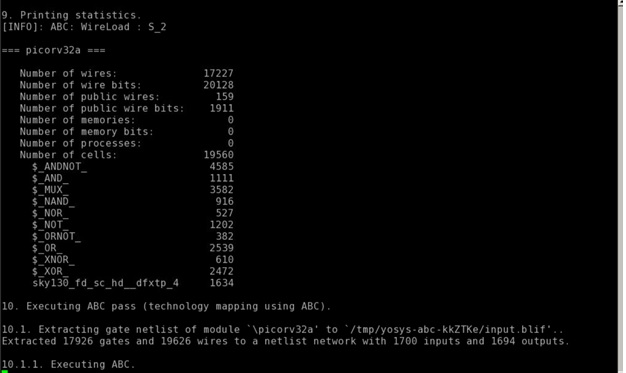 9. Printing statistics.
[INFO]: ABC: WireLoad : S_2
=== picorv32a ===
Number of wires: 17227
Number of wire bits: 20128
Number of public wires: 159
Number of public wire bits: 1911
Number of memories: 0
Number of memory bits: 0
Number of processes: 0
Number of cells: 19560
$_ANDNOT_ 4585
$_AND_ 1111
$_MUX_ 3582
$_NAND_ 916
$_NOR_ 527
$_NOT_ 1202
$_ORNOT_ 382
$_OR_ 2539
$_XNOR_ 610
$_XOR_ 2472
sky130_fd_sc_hd__dfxtp_4 1634
10. Executing ABC pass (technology mapping using ABC).
10.1. Extracting gate netlist of module `\picorv32a' to `/tmp/yosys-abc-kkZTKe/input.blif'..
Extracted 17926 gates and 19626 wires to a netlist network with 1700 inputs and 1694 outputs.
10.1.1. Executing ABC.